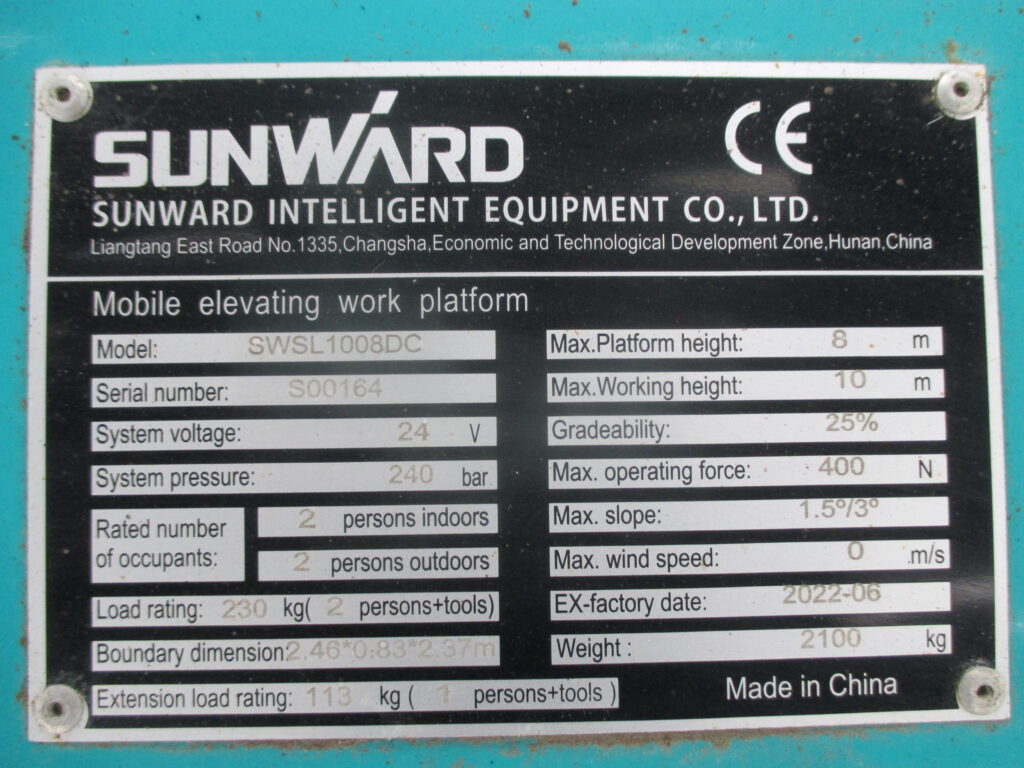 SUNWARD
CE
SUNWARD INTELLIGENT EQUIPMENT CO., LTD.
Liangtang East Road No.1335,Changsha,Economic and Technological Development Zone,Hunan,China
Mobile elevating work platform
Model: SWSL1008DC
Serial number: S00164
System voltage: 24 V
System pressure: 240 bar
Rated number
of occupants:
2 persons indoors
2 persons outdoors
Load rating: 230 kg( 2 persons+tools)
Boundary dimension:2.46*0.83*2.37m
Extension load rating: 113 kg ( 1 persons+tools )
Max.Platform height: 8 m
Max.Working height: 10 m
Gradeability: 25%
Max. operating force: 400 N
Max. slope: 1.5°/3°
Max. wind speed: 0 m/s
EX-factory date: 2022-06
Weight : 2100 kg
Made in China